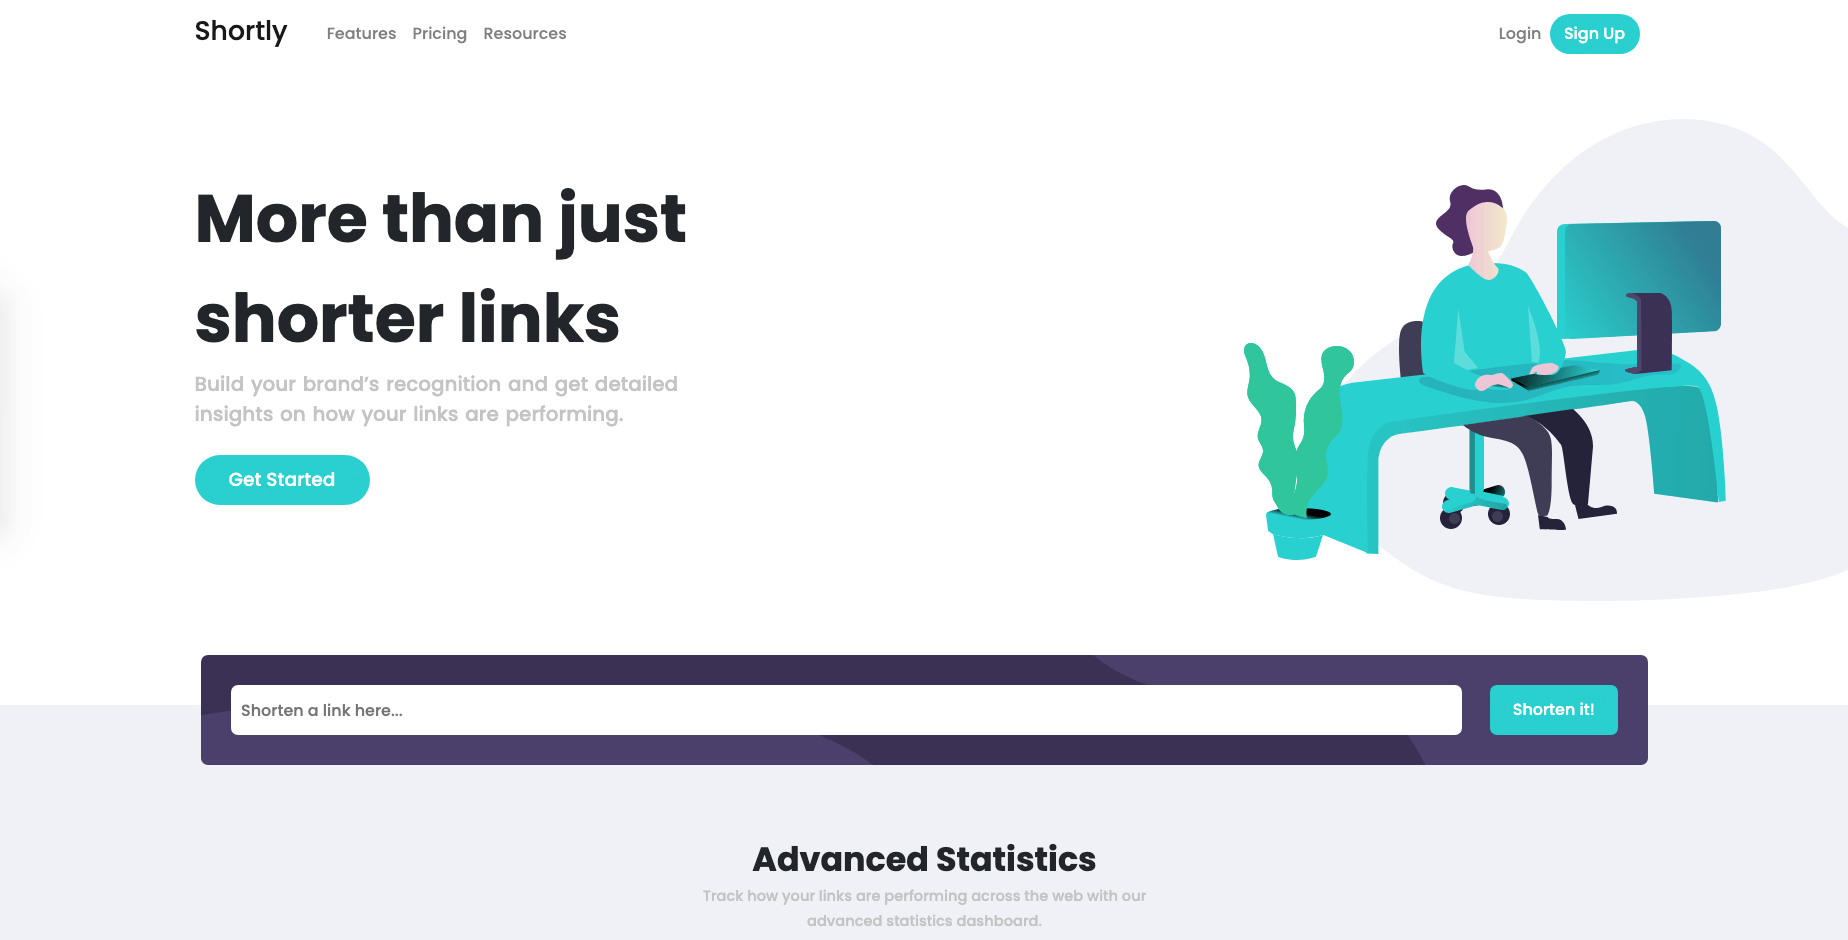 Shortly
Features Pricing Resources
Login Sign Up
More than just
shorter links
Build your brand’s recognition and get detailed
insights on how your links are performing.
Get Started
Shorten a link here...
Shorten it!
Advanced Statistics
Track how your links are performing across the web with our
advanced statistics dashboard.